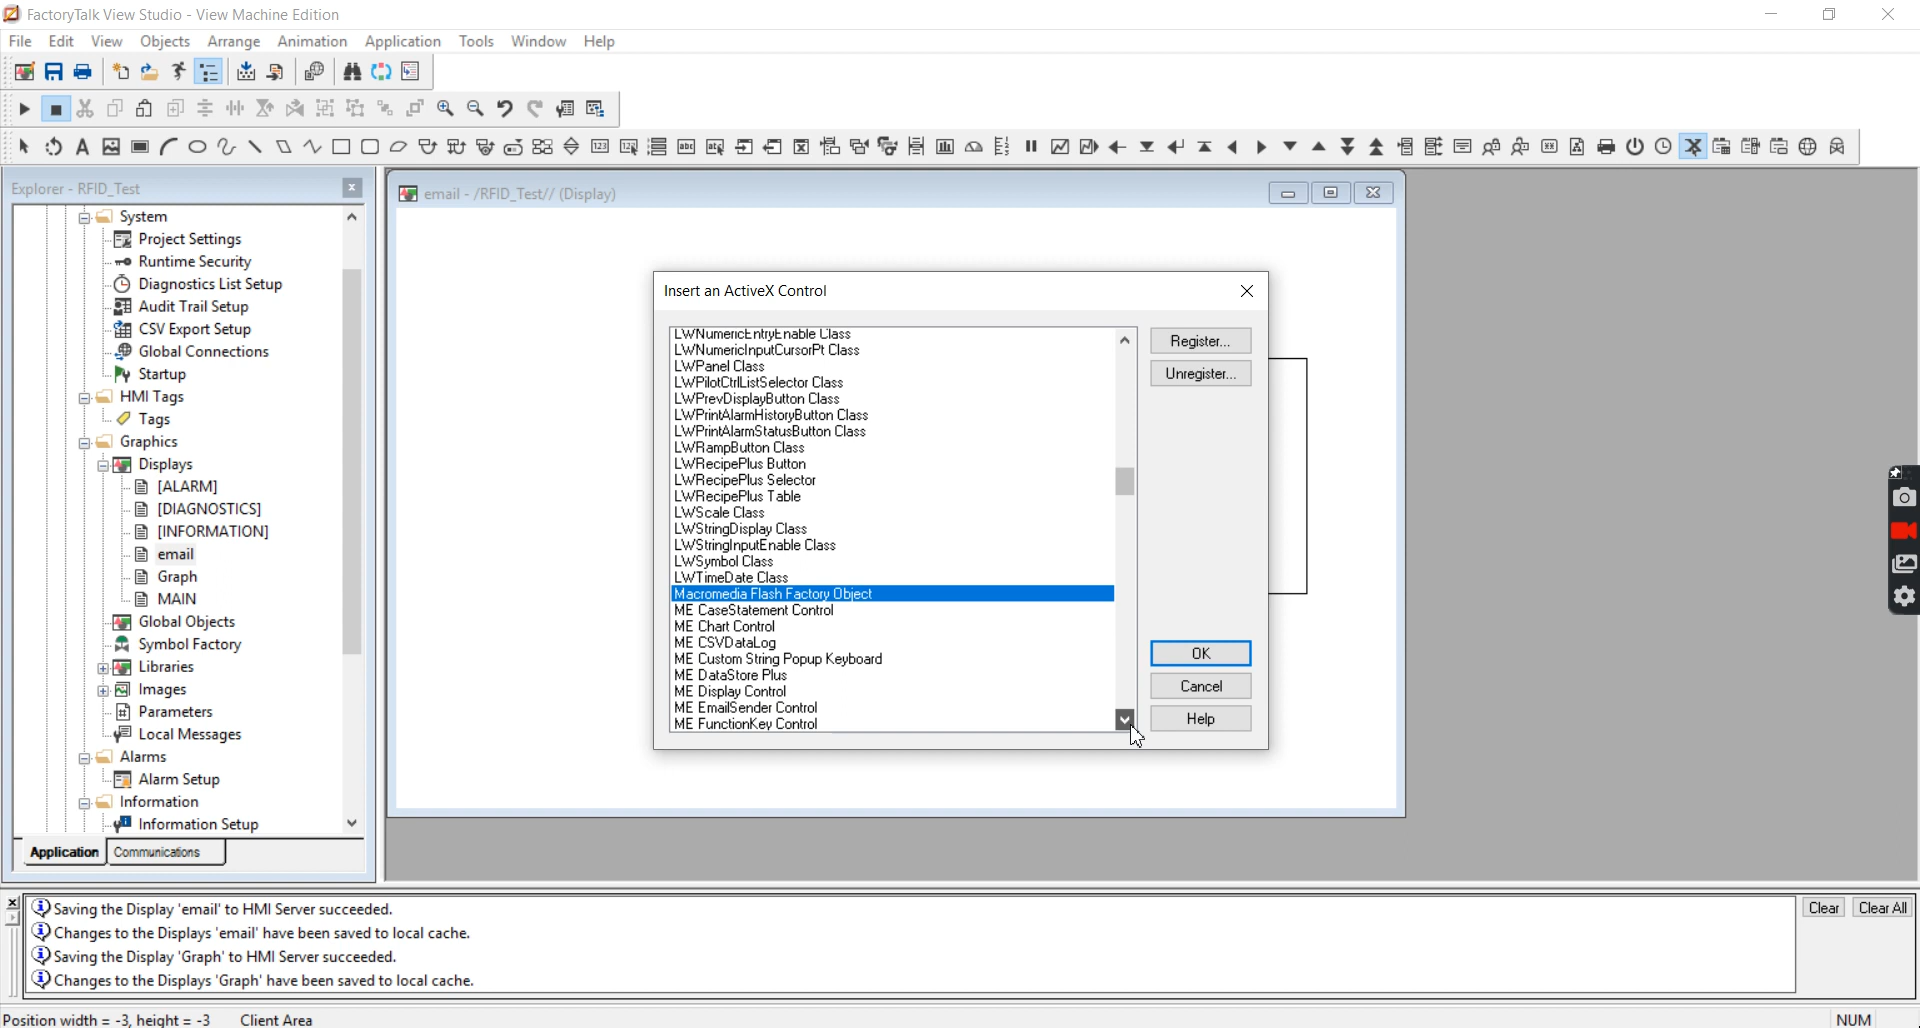 FactoryTalk View Studio - View Machine Edition
File Edit View Objects Arrange Animation Application Tools Window Help
Explorer - RFID_Test
System
Project Settings
Runtime Security
Diagnostics List Setup
Audit Trail Setup
CSV Export Setup
Global Connections
Startup
HMI Tags
Tags
Graphics
Displays
[ALARM]
[DIAGNOSTICS]
[INFORMATION]
email
Graph
MAIN
Global Objects
Symbol Factory
Libraries
Images
Parameters
Local Messages
Alarms
Alarm Setup
Information
Information Setup
Application Communications
email - /RFID_Test// (Display)
Insert an ActiveX Control
LWNumericEntryEnable Class
LWNumericInputCursorPt Class
LWPanel Class
LWPilotCtrlListSelector Class
LWPrevDisplayButton Class
LWPrintAlarmHistoryButton Class
LWPrintAlarmStatusButton Class
LWRampButton Class
LWRecipePlus Button
LWRecipePlus Selector
LWRecipePlus Table
LWScale Class
LWStringDisplay Class
LWStringInputEnable Class
LWSymbol Class
LWTimeDate Class
Macromedia Flash Factory Object
ME CaseStatement Control
ME Chart Control
ME CSVDataLog
ME Custom String Popup Keyboard
ME DataStore Plus
ME Display Control
ME EmailSender Control
ME FunctionKey Control
Register...
Unregister...
OK
Cancel
Help
Saving the Display 'email' to HMI Server succeeded.
Changes to the Displays 'email' have been saved to local cache.
Saving the Display 'Graph' to HMI Server succeeded.
Changes to the Displays 'Graph' have been saved to local cache.
Clear Clear All
Position width = -3, height = -3 Client Area NUM